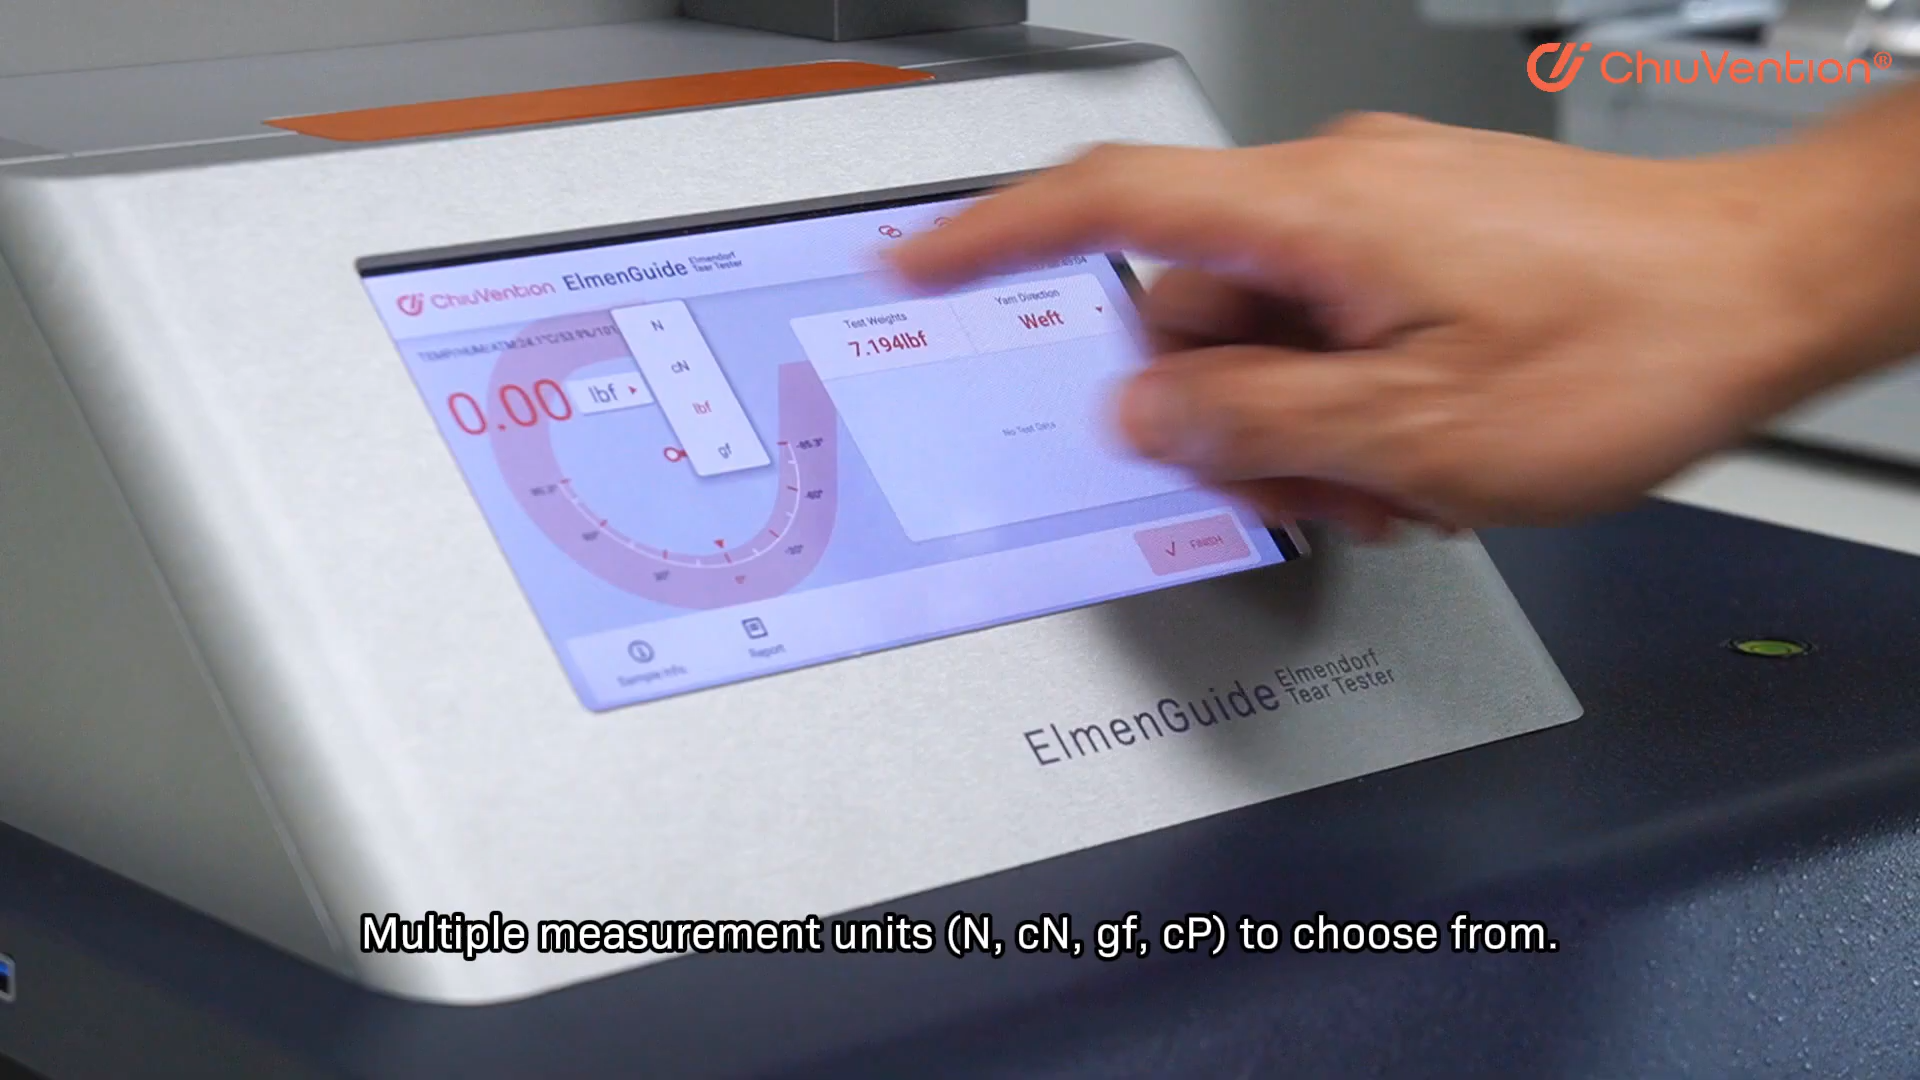 ChiuVention®
ChiuVention ElmenGuide Elmendorf Tear Tester
N
cN
lbf
gf
0.00 lbf
Test Weights
7.194lbf
Yarn Direction
Weft
No Test Data
FINISH
Sample Info.
Report
ElmenGuide Elmendorf
Tear Tester
Multiple measurement units (N, cN, gf, cP) to choose from.